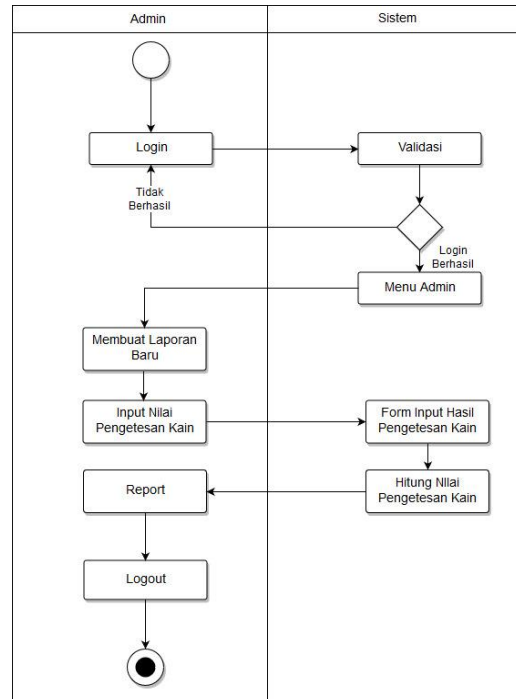 Admin
Sistem
Login
Validasi
Tidak
Berhasil
Login
Berhasil
Menu Admin
Membuat Laporan
Baru
Input Nilai
Pengetesan Kain
Form Input Hasil
Pengetesan Kain
Hitung NIlai
Pengetesan Kain
Report
Logout